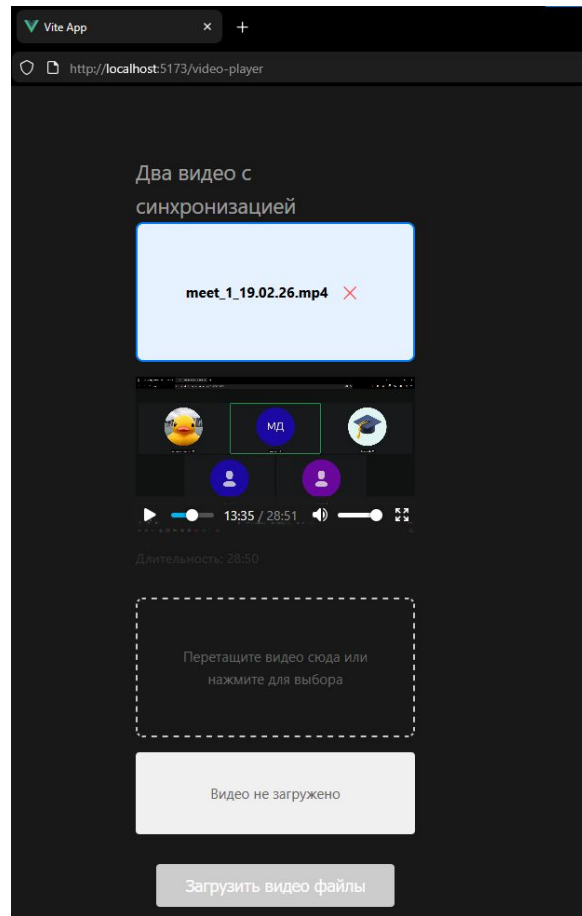 Vite App
http://localhost:5173/video-player
Два видео с
синхронизацией
meet_1_19.02.26.mp4
МД
13:35 / 28:51
Длительность: 28:50
Перетащите видео сюда или
нажмите для выбора
Видео не загружено
Загрузить видео файлы